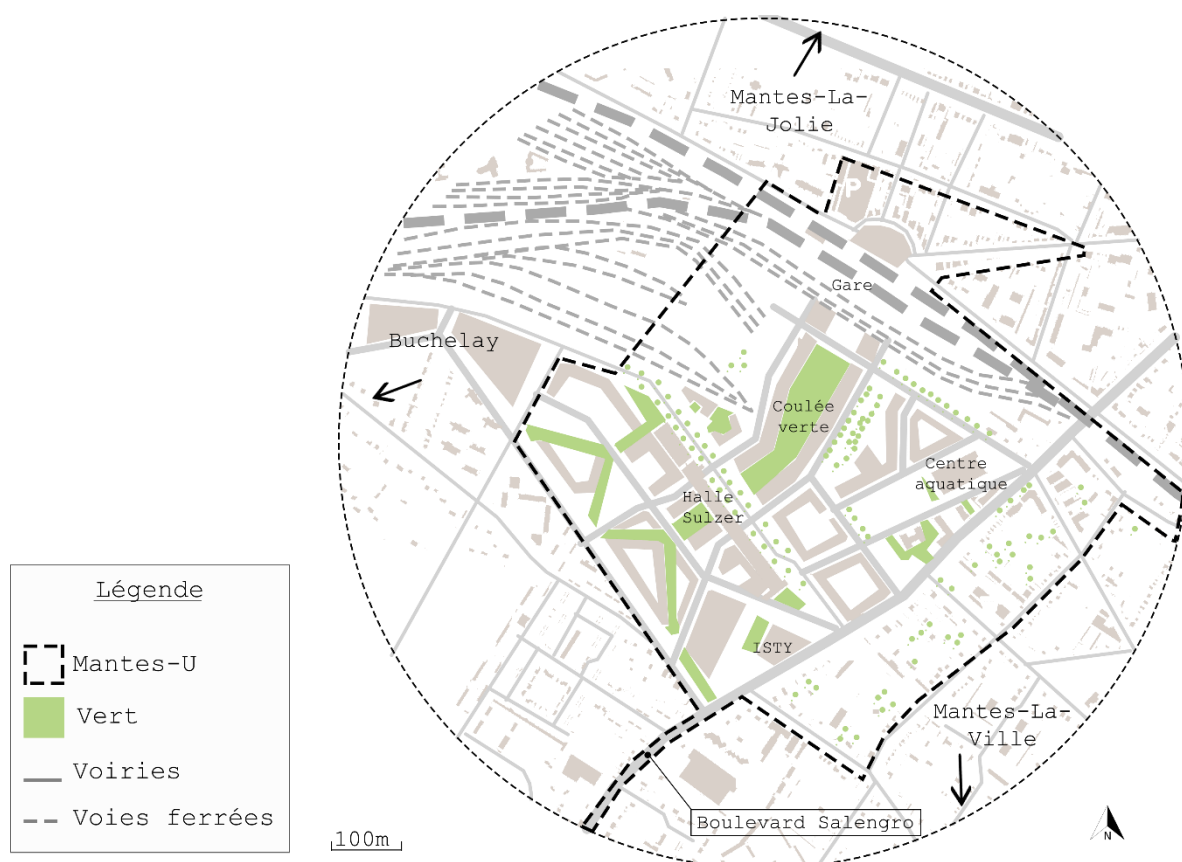 Mantes-La-
Jolie
P
Gare
Buchelay
Coulée
verte
Centre
aquatique
Halle
Sulzer
ISTY
Mantes-La-
Ville
Boulevard Salengro
Légende
Mantes-U
Vert
Voiries
Voies ferrées
100m
N